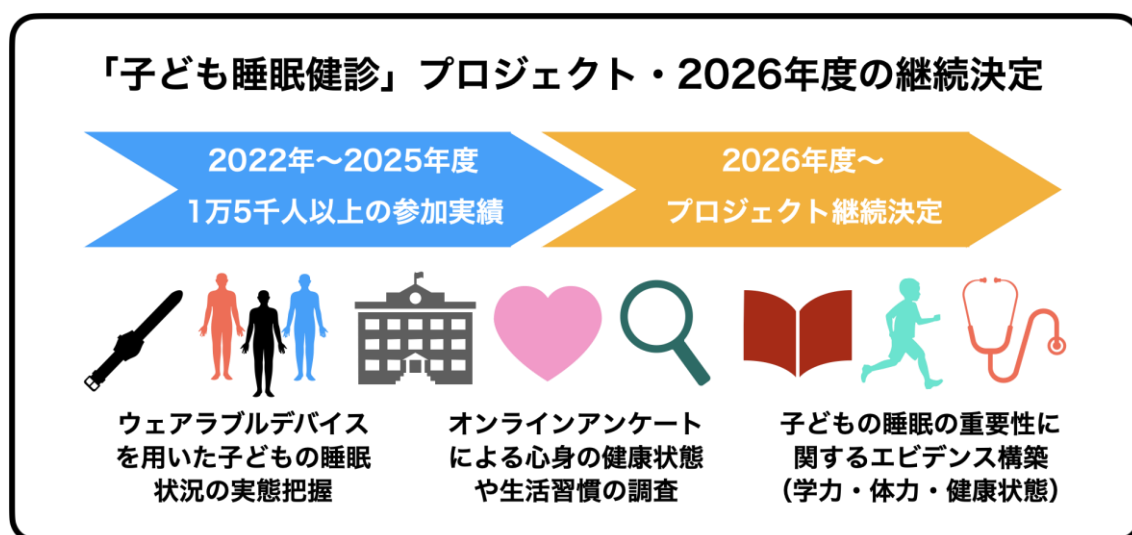 「子ども睡眠健診」プロジェクト・2026年度の継続決定
2022年〜2025年度
1万5千人以上の参加実績
2026年度〜
プロジェクト継続決定
ウェアラブルデバイス
を用いた子どもの睡眠
状況の実態把握
オンラインアンケート
による心身の健康状態
や生活習慣の調査
子どもの睡眠の重要性に
関するエビデンス構築
（学力・体力・健康状態）